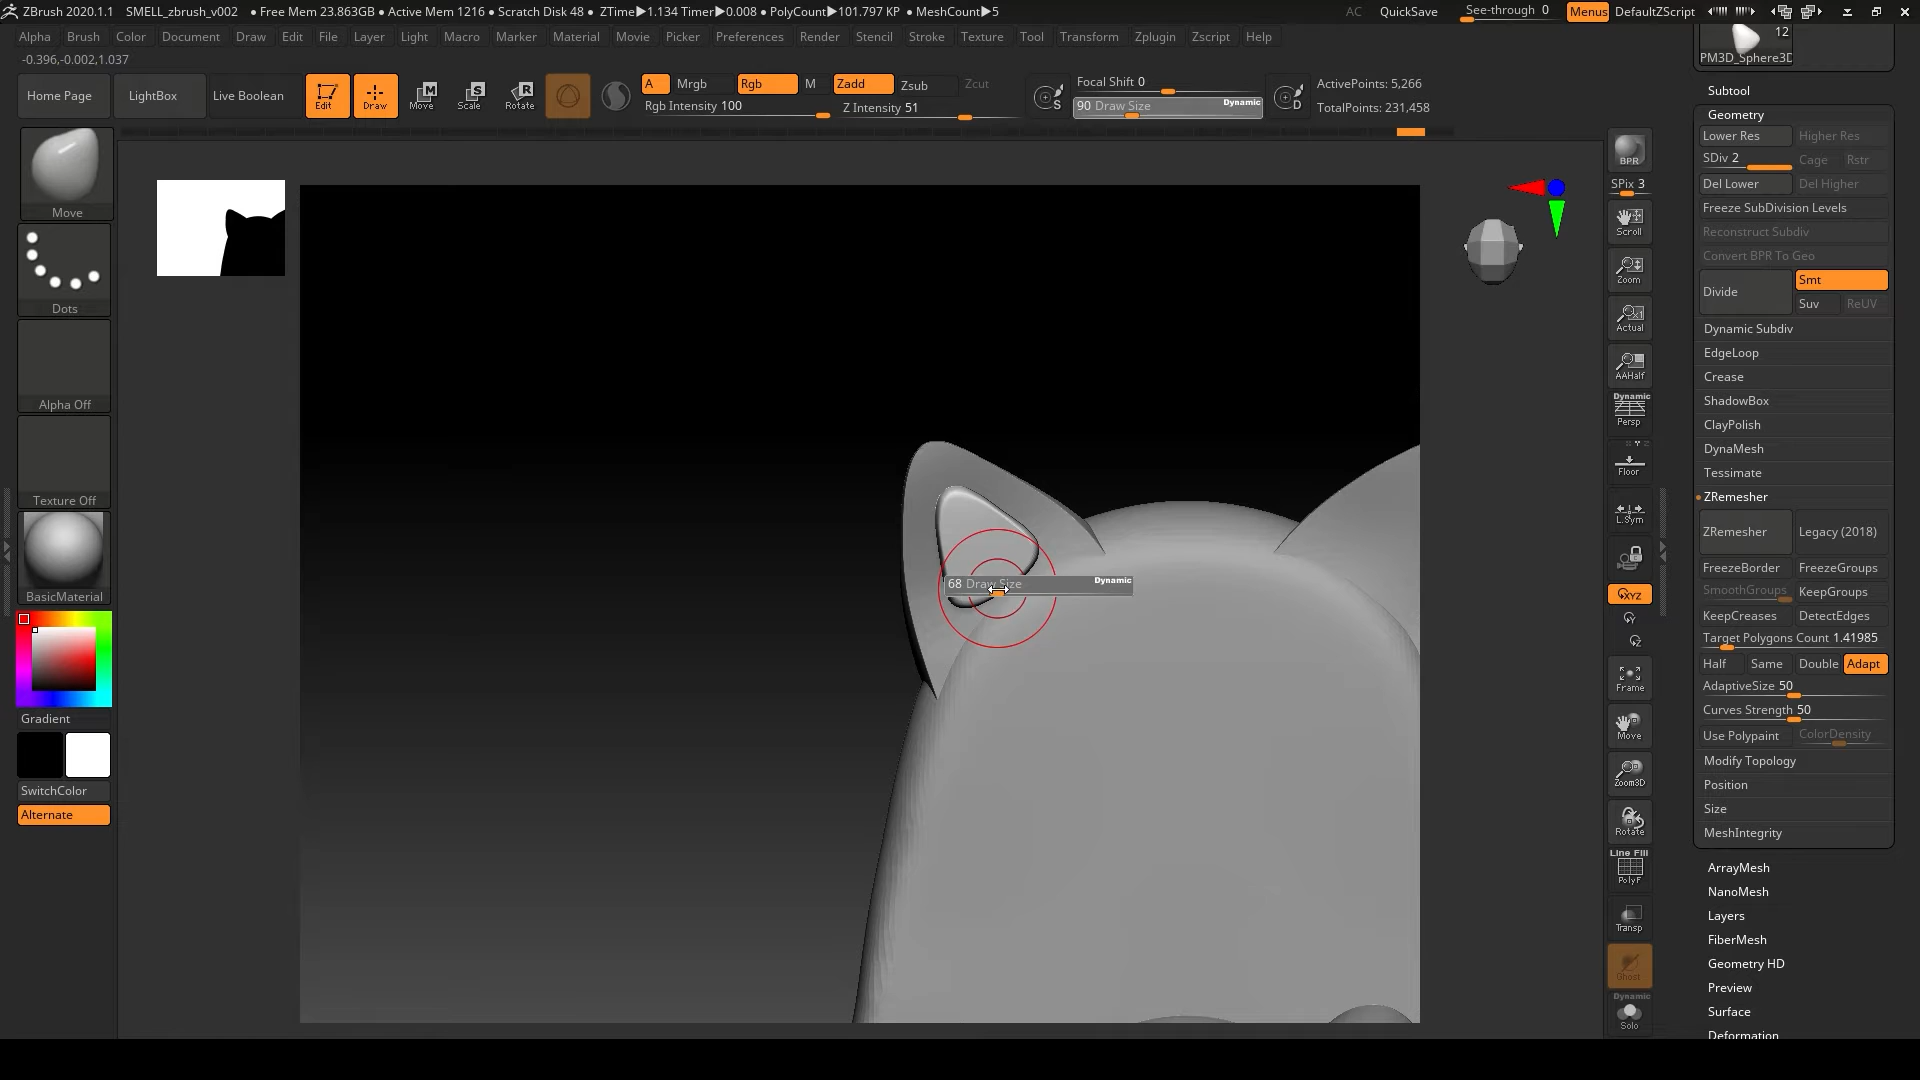 ZBrush 2020.1.1 SMELL_zbrush_v002 • Free Mem 23.863GB • Active Mem 1216 • Scratch Disk 48 • ZTime▶1.134 Timer▶0.008 • PolyCount▶101.797 KP • MeshCount▶5 AC QuickSave See-through 0 Menus DefaultZScript
Alpha Brush Color Document Draw Edit File Layer Light Macro Marker Material Movie Picker Preferences Render Stencil Stroke Texture Tool Transform Zplugin Zscript Help
-0.396,-0.002,1.037
Home Page LightBox Live Boolean Edit Draw Move Scale Rotate
A Mrgb Rgb M Zadd Zsub Zcut
Rgb Intensity 100 Z Intensity 51
S Focal Shift 0
90 Draw Size Dynamic
D ActivePoints: 5,266
TotalPoints: 231,458
Move
Dots
Alpha Off
Texture Off
BasicMaterial
Gradient
SwitchColor
Alternate
68 Draw Size Dynamic
BPR
SPix 3
Scroll
Zoom
Actual
AAHalf
Dynamic
Persp
Floor
L.Sym
XYZ
Y
Z
Frame
Move
Zoom3D
Rotate
Line Fill
PolyF
Transp
Ghost
Dynamic
Solo
12
PM3D_Sphere3D
Subtool
Geometry
Lower Res Higher Res
SDiv 2 Cage Rstr
Del Lower Del Higher
Freeze SubDivision Levels
Reconstruct Subdiv
Convert BPR To Geo
Divide Smt
Suv ReUV
Dynamic Subdiv
EdgeLoop
Crease
ShadowBox
ClayPolish
DynaMesh
Tessimate
ZRemesher
ZRemesher Legacy (2018)
FreezeBorder FreezeGroups
SmoothGroups KeepGroups
KeepCreases DetectEdges
Target Polygons Count 1.41985
Half Same Double Adapt
AdaptiveSize 50
Curves Strength 50
Use Polypaint ColorDensity
Modify Topology
Position
Size
MeshIntegrity
ArrayMesh
NanoMesh
Layers
FiberMesh
Geometry HD
Preview
Surface
Deformation